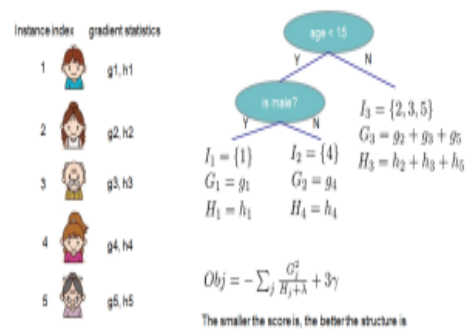 Instance index gradient statistics
1 g1, h1
2 g2, h2
3 g3, h3
4 g4, h4
5 g5, h5
age < 15
Y N
is male?
Y N
I₁ = {1}
G₁ = g₁
H₁ = h₁
I₂ = {4}
G₂ = g₄
H₄ = h₄
I₃ = {2, 3, 5}
G₃ = g₂ + g₃ + g₅
H₃ = h₂ + h₃ + h₅
Obj = −∑ⱼ Gⱼ²/(Hⱼ+λ) + 3γ
The smaller the score is, the better the structure is